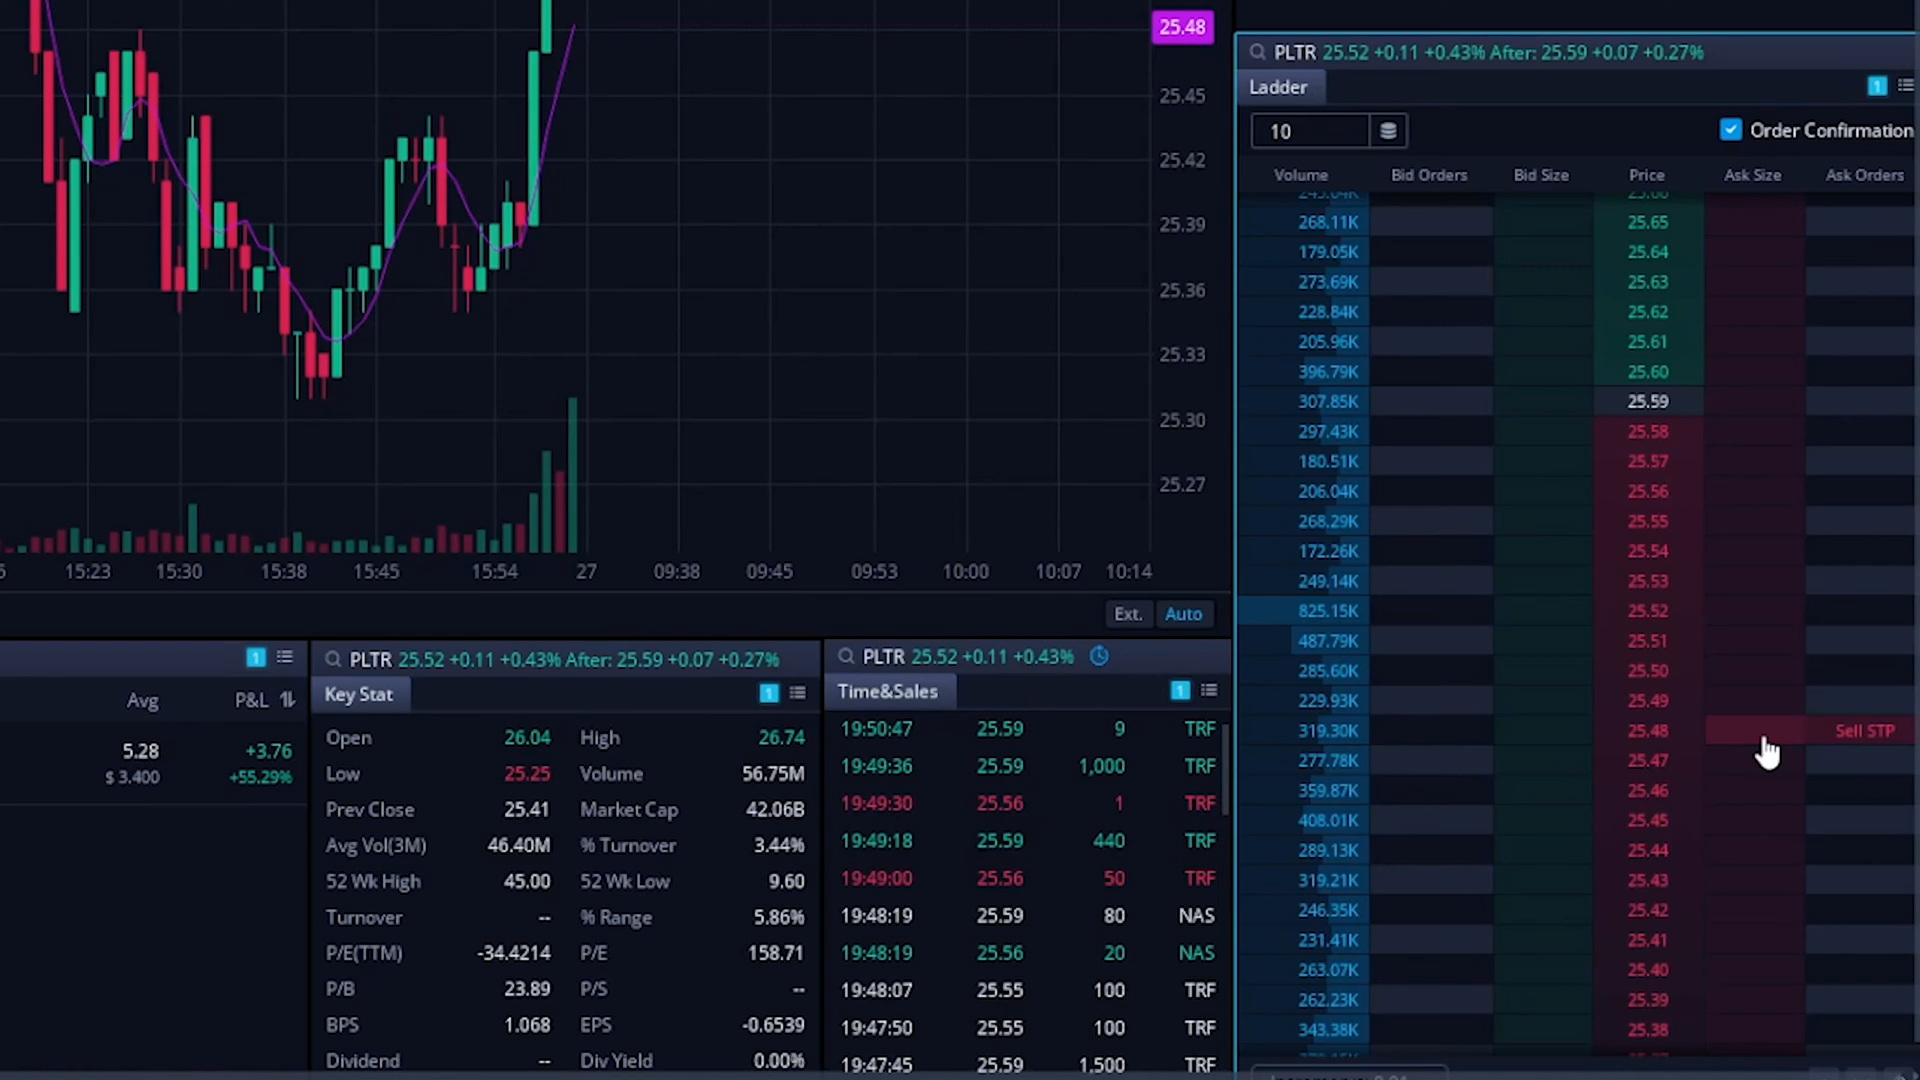 25.48
25.45
25.42
25.39
25.36
25.33
25.30
25.27
15:23 15:30 15:38 15:45 15:54 27 09:38 09:45 09:53 10:00 10:07 10:14
Ext. Auto
1
Avg P&L
5.28 +3.76
$ 3.400 +55.29%
PLTR 25.52 +0.11 +0.43% After: 25.59 +0.07 +0.27%
Key Stat 1
Open 26.04 High 26.74
Low 25.25 Volume 56.75M
Prev Close 25.41 Market Cap 42.06B
Avg Vol(3M) 46.40M % Turnover 3.44%
52 Wk High 45.00 52 Wk Low 9.60
Turnover -- % Range 5.86%
P/E(TTM) -34.4214 P/E 158.71
P/B 23.89 P/S --
BPS 1.068 EPS -0.6539
Dividend -- Div Yield 0.00%
PLTR 25.52 +0.11 +0.43%
Time&Sales 1
19:50:47 25.59 9 TRF
19:49:36 25.59 1,000 TRF
19:49:30 25.56 1 TRF
19:49:18 25.59 440 TRF
19:49:00 25.56 50 TRF
19:48:19 25.59 80 NAS
19:48:19 25.56 20 NAS
19:48:07 25.55 100 TRF
19:47:50 25.55 100 TRF
19:47:45 25.59 1,500 TRF
PLTR 25.52 +0.11 +0.43% After: 25.59 +0.07 +0.27%
Ladder 1
10 Order Confirmation
Volume Bid Orders Bid Size Price Ask Size Ask Orders
268.11K 25.65
179.05K 25.64
273.69K 25.63
228.84K 25.62
205.96K 25.61
396.79K 25.60
307.85K 25.59
297.43K 25.58
180.51K 25.57
206.04K 25.56
268.29K 25.55
172.26K 25.54
249.14K 25.53
825.15K 25.52
487.79K 25.51
285.60K 25.50
229.93K 25.49
319.30K 25.48 Sell STP
277.78K 25.47
359.87K 25.46
408.01K 25.45
289.13K 25.44
319.21K 25.43
246.35K 25.42
231.41K 25.41
263.07K 25.40
262.23K 25.39
343.38K 25.38